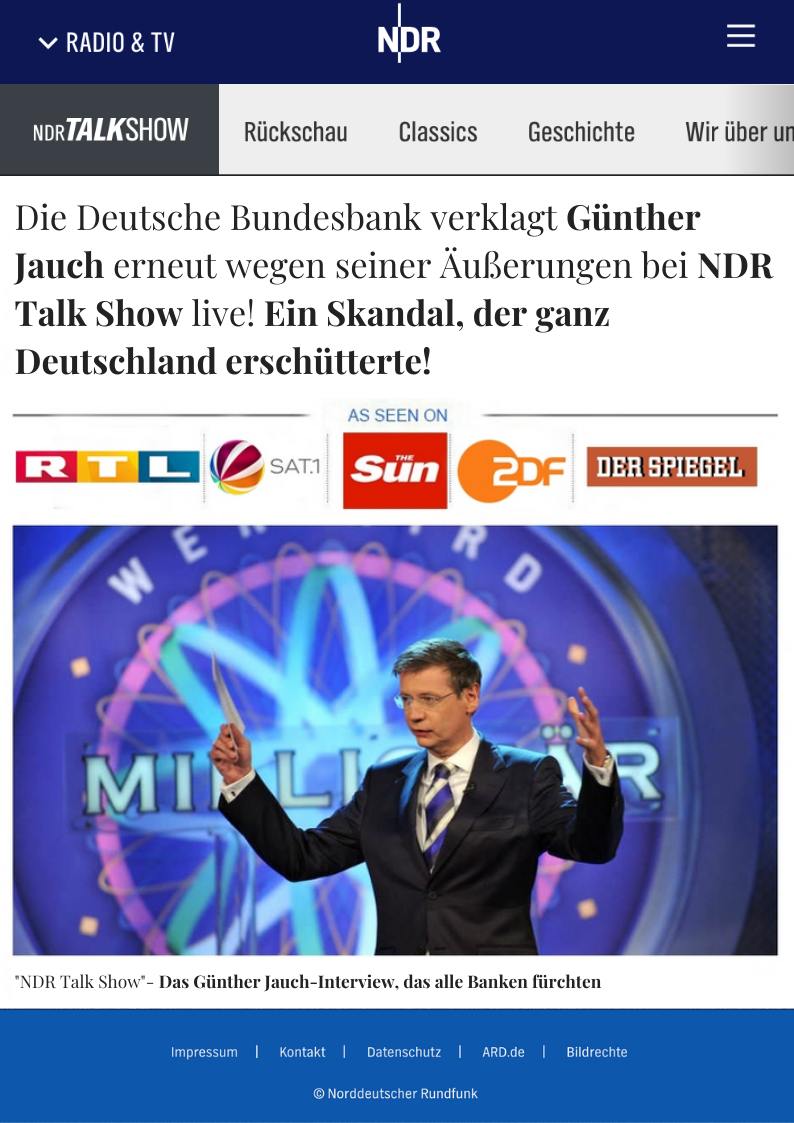 RADIO & TV
NDR
NDR TALKSHOW
Rückschau
Classics
Geschichte
Wir über un
Die Deutsche Bundesbank verklagt Günther
Jauch erneut wegen seiner Äußerungen bei NDR
Talk Show live! Ein Skandal, der ganz
Deutschland erschütterte!
AS SEEN ON
RTL
SAT.1
THE
Sun
2DF
DER SPIEGEL
WER WIRD
MILLIONÄR
"NDR Talk Show"- Das Günther Jauch-Interview, das alle Banken fürchten
Impressum | Kontakt | Datenschutz | ARD.de | Bildrechte
© Norddeutscher Rundfunk